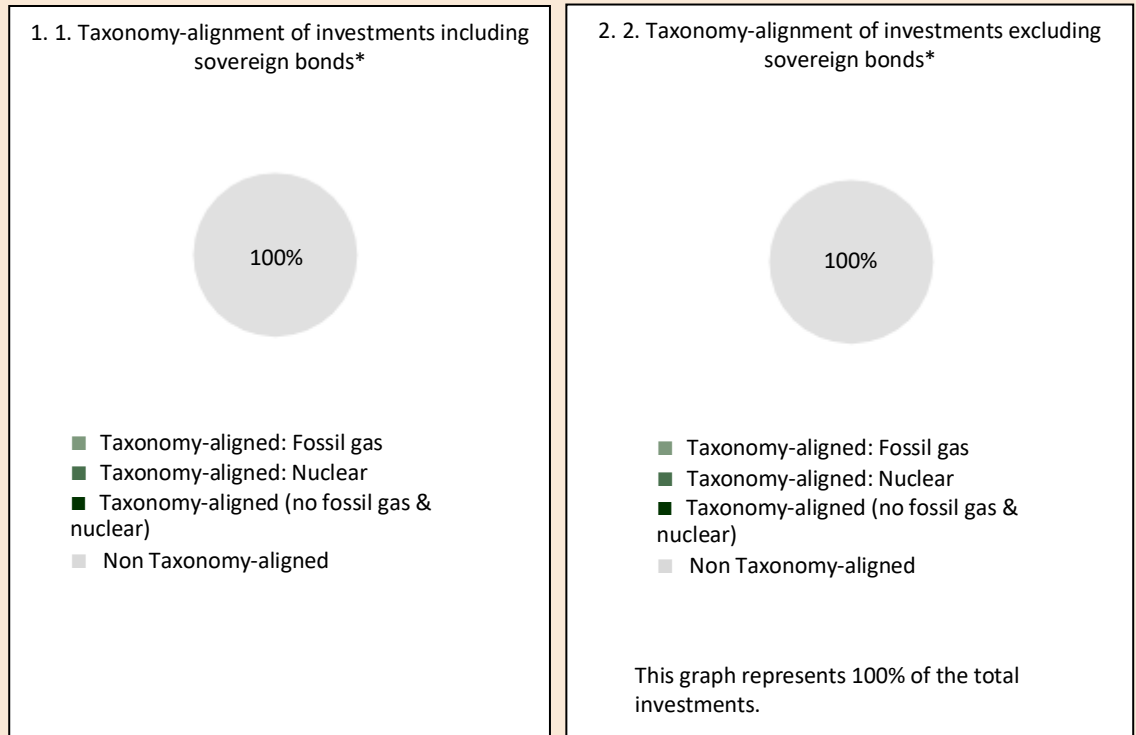 1. 1. Taxonomy-alignment of investments including
sovereign bonds*
100%
Taxonomy-aligned: Fossil gas
Taxonomy-aligned: Nuclear
Taxonomy-aligned (no fossil gas &
nuclear)
Non Taxonomy-aligned
2. 2. Taxonomy-alignment of investments excluding
sovereign bonds*
100%
Taxonomy-aligned: Fossil gas
Taxonomy-aligned: Nuclear
Taxonomy-aligned (no fossil gas &
nuclear)
Non Taxonomy-aligned
This graph represents 100% of the total
investments.